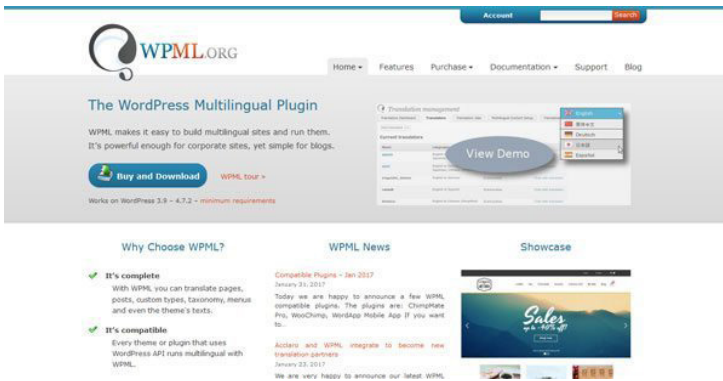 Account
Search
WPML.ORG
Home
Features
Purchase
Documentation
Support
Blog
The WordPress Multilingual Plugin
WPML makes it easy to build multilingual sites and run them.
It's powerful enough for corporate sites, yet simple for blogs.
Buy and Download
WPML tour »
Works on WordPress 3.9 – 4.7.2 – minimum requirements
Translation management
Current translations
View Demo
English
Deutsch
日本語
Español
Why Choose WPML?
It's complete
With WPML you can translate pages,
posts, custom types, taxonomy, menus
and even the theme's texts.
It's compatible
Every theme or plugin that uses
WordPress API runs multilingual with
WPML.
WPML News
Compatible Plugins – Jan 2017
January 31, 2017
Today we are happy to announce a few WPML
compatible plugins. The plugins are: ChimpMate
Pro, WooChimp, WordApp Mobile App If you want
to…
Acclaro and WPML integrate to become new
translation partners
January 23, 2017
We are very happy to announce our latest WPML
Showcase
Sales